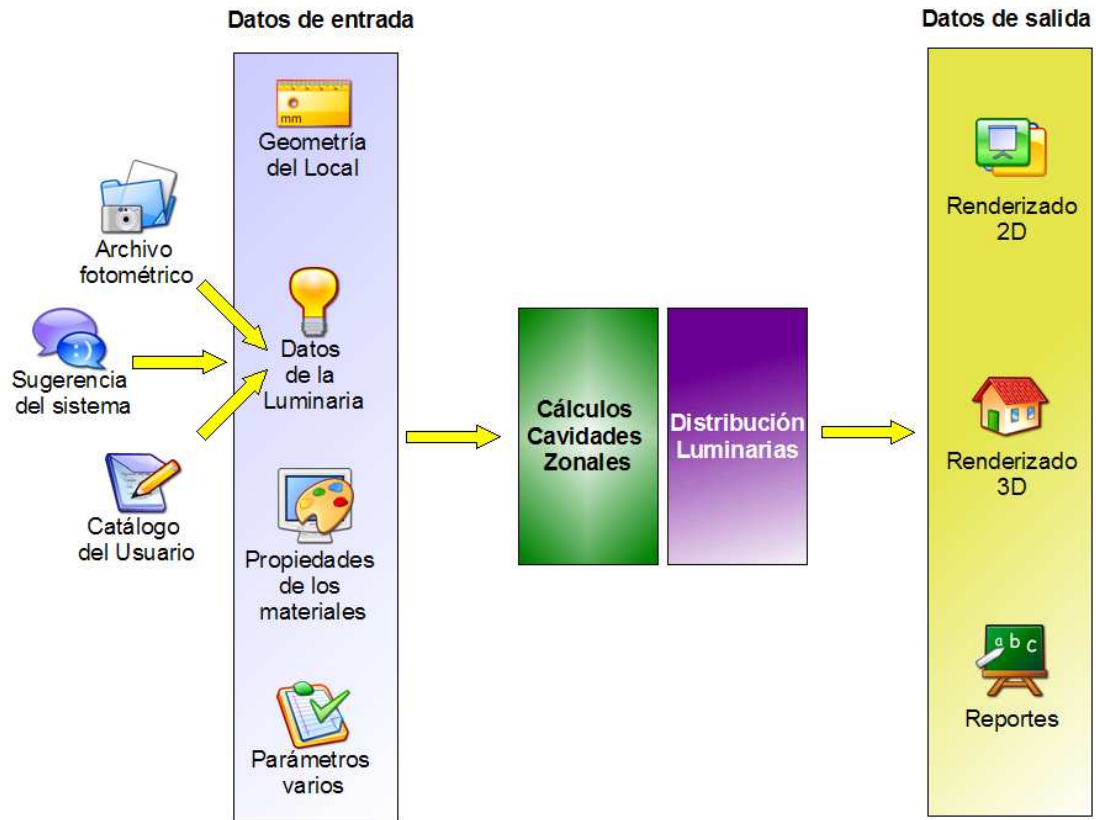 Datos de entrada
Datos de salida
mm
Geometría
del Local
Archivo
fotométrico
Sugerencia
del sistema
Catálogo
del Usuario
Datos
de la
Luminaria
Propiedades
de los
materiales
Parámetros
varios
Cálculos
Cavidades
Zonales
Distribución
Luminarias
Renderizado
2D
Renderizado
3D
a b c
Reportes